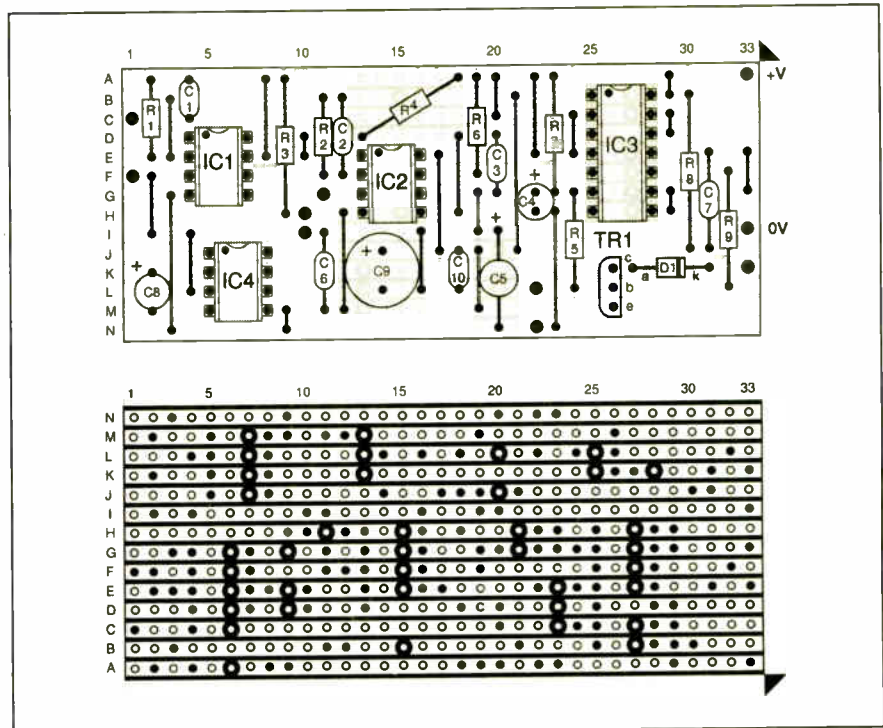 1 5 10 15 20 25 30 33
A
B
C
D
E
F
G
H
I
J
K
L
M
N
+V
0V
R1
C1
IC1
R3
R2
C2
R4
IC2
R6
C3
C4
+
IC3
R8
C7
R9
R5
TR1
c
b
e
a
D1
k
IC4
+
C8
C6
+
C9
C10
+
C5
1 5 10 15 20 25 30 33
N
M
L
K
J
I
H
G
F
E
D
C
B
A